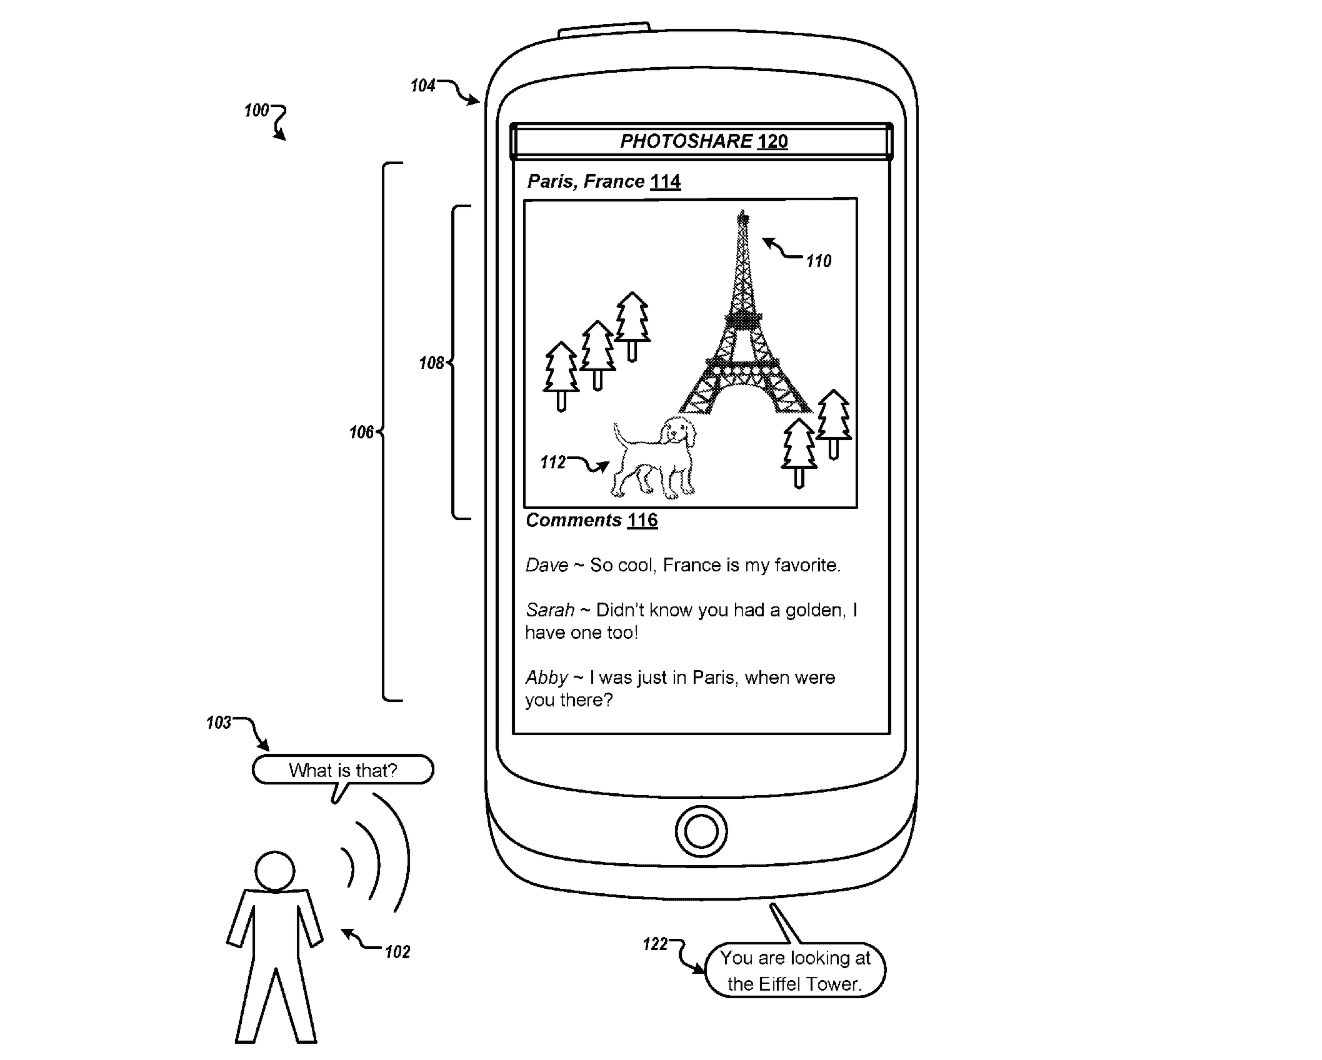 104
100
PHOTOSHARE 120
Paris, France 114
110
108
106
112
Comments 116
Dave ~ So cool, France is my favorite.
Sarah ~ Didn't know you had a golden, I
have one too!
Abby ~ I was just in Paris, when were
you there?
103
What is that?
102
122
You are looking at
the Eiffel Tower.